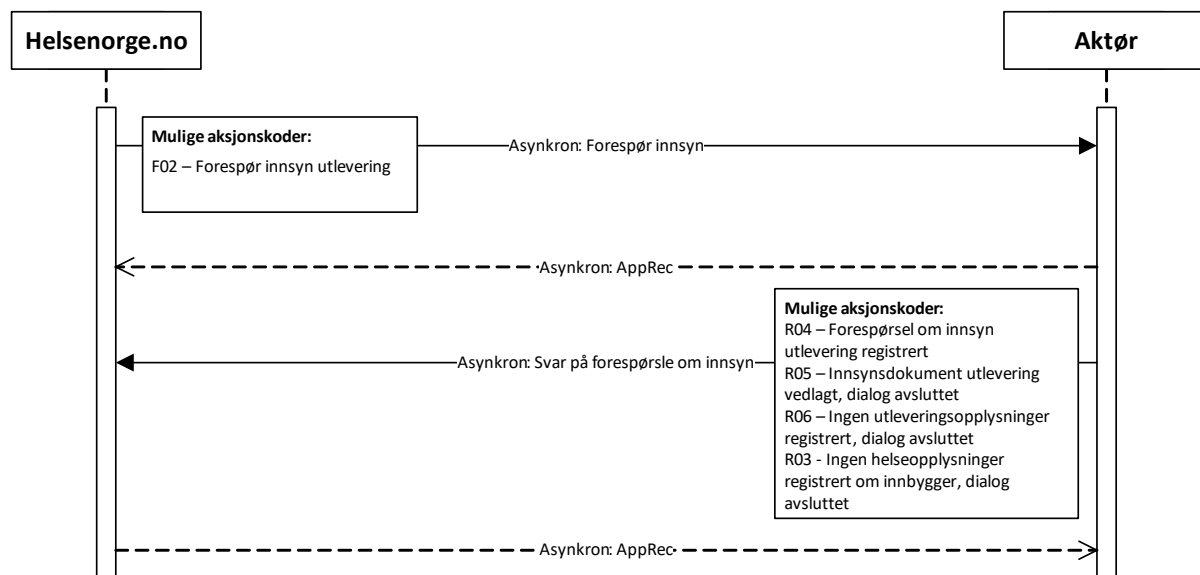 Helsenorge.no
Aktør
Mulige aksjonskoder:
F02 – Forespør innsyn utlevering
Asynkron: Forespør innsyn
Asynkron: AppRec
Mulige aksjonskoder:
R04 – Forespørsel om innsyn
utlevering registrert
R05 – Innsynsdokument utlevering
vedlagt, dialog avsluttet
R06 – Ingen utleveringsopplysninger
registrert, dialog avsluttet
R03 - Ingen helseopplysninger
registrert om innbygger, dialog
avsluttet
Asynkron: Svar på forespørsle om innsyn
Asynkron: AppRec